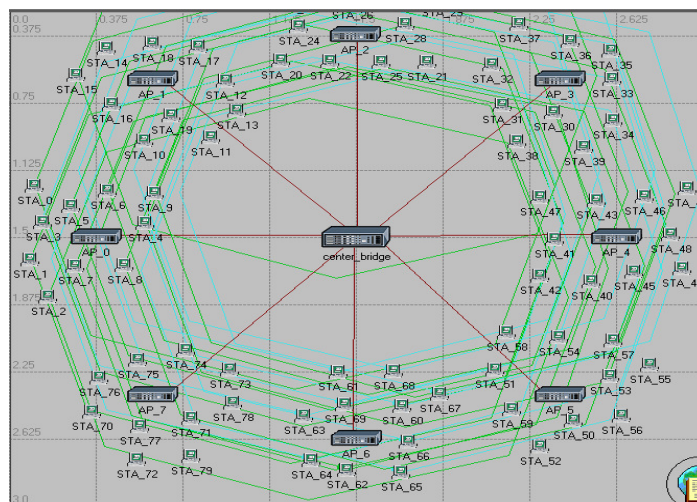 0.0 0.375 0.75 1.875 2.25 2.625
STA_26 STA_25
STA_24 STA_28 STA_37
0.375
STA_18 STA_17 AP_2 STA_36
STA_14 STA_35
STA_20 STA_22 STA_25 STA_21 STA_32
STA_15 AP_1 STA_12 AP_3 STA_33
0.75
STA_16 STA_19 STA_13 STA_31 STA_30 STA_34
STA_10 STA_11 STA_38 STA_39
1.125
STA_0 STA_6 STA_9 STA_47 STA_43 STA_46
STA_5
STA_3 STA_4 STA_41 STA_48
1.5
AP_0 center_bridge AP_4
STA_1 STA_7 STA_8 STA_42 STA_40 STA_45
STA_2
1.875
STA_58 STA_54 STA_57
STA_75 STA_74
2.25
STA_76 STA_73 STA_61 STA_68 STA_51 STA_53 STA_55
AP_7 STA_78 STA_69 STA_60 STA_67 AP_5
STA_70 STA_71 STA_63 STA_59 STA_50 STA_56
2.625
STA_77 AP_6 STA_66 STA_52
STA_72 STA_79 STA_64 STA_62 STA_65
3.0